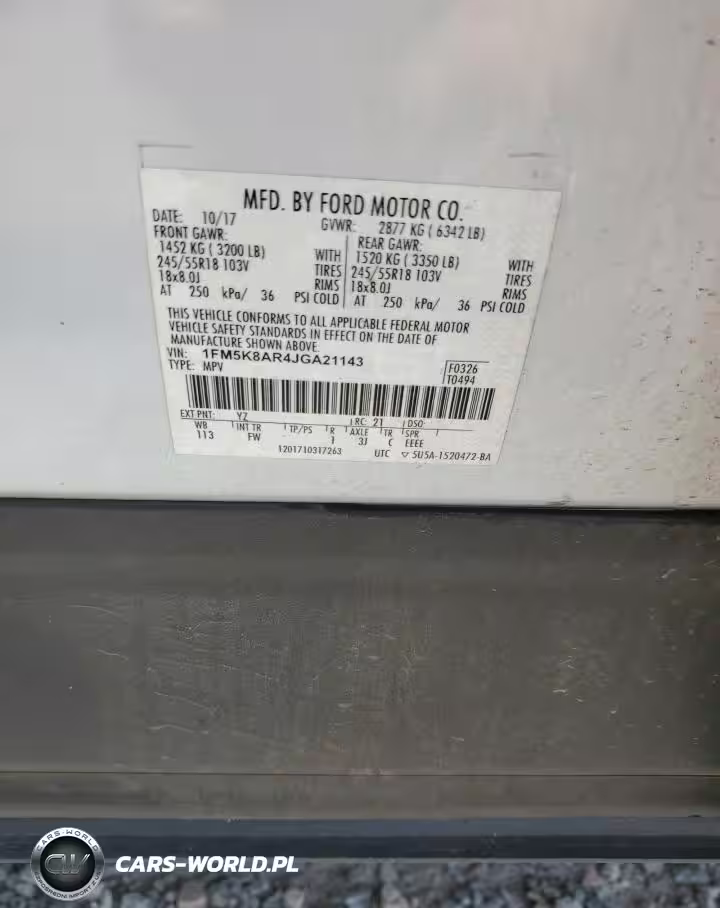 MFD. BY FORD MOTOR CO.
DATE: 10/17 GVWR: 2877 KG ( 6342 LB)
FRONT GAWR: REAR GAWR:
1452 KG ( 3200 LB) WITH 1520 KG ( 3350 LB) WITH
245/55R18 103V TIRES 245/55R18 103V TIRES
18x8.0J RIMS 18x8.0J RIMS
AT 250 kPa/ 36 PSI COLD AT 250 kPa/ 36 PSI COLD
THIS VEHICLE CONFORMS TO ALL APPLICABLE FEDERAL MOTOR
VEHICLE SAFETY STANDARDS IN EFFECT ON THE DATE OF
MANUFACTURE SHOWN ABOVE.
VIN: 1FM5K8AR4JGA21143 F0326
TYPE: MPV T0494
EXT PNT: YZ RC: 21 DSO:
WB INT TR TP/PS R AXLE TR SPR
113 FW 1 3J C EEEE
1201710317263 UTC ▽ 5U5A-1520472-BA
CARS-WORLD
CW
CARS-WORLD.PL